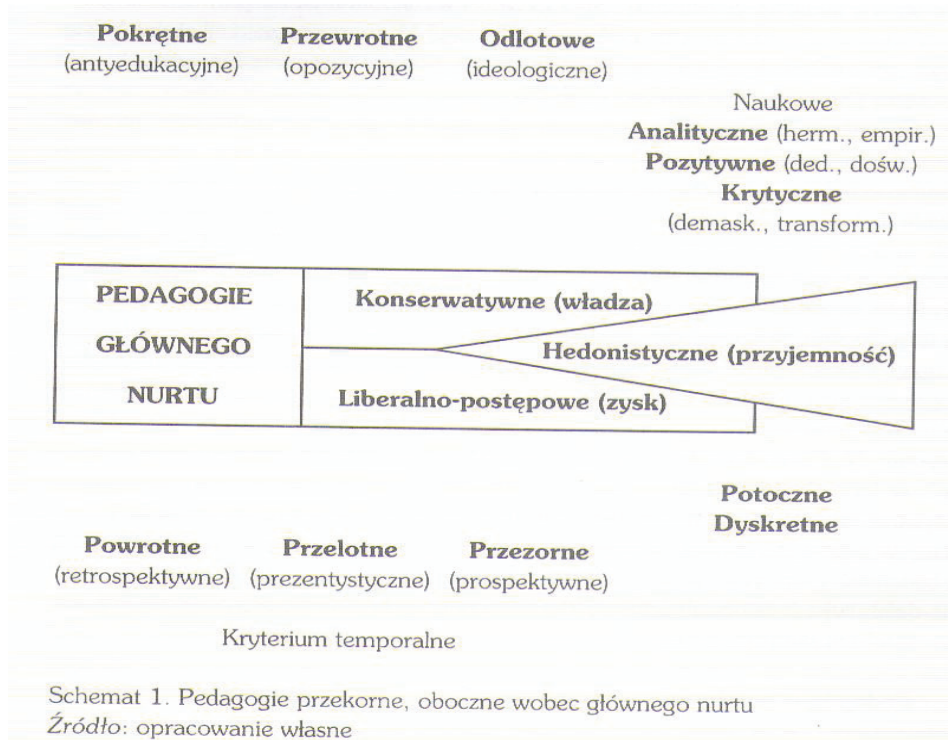 Pokrętne Przewrotne Odlotowe
(antyedukacyjne) (opozycyjne) (ideologiczne)
Naukowe
Analityczne (herm., empir.)
Pozytywne (ded., dośw.)
Krytyczne
(demask., transform.)
PEDAGOGIE
GŁÓWNEGO
NURTU
Konserwatywne (władza)
Hedonistyczne (przyjemność)
Liberalno-postępowe (zysk)
Potoczne
Dyskretne
Powrotne Przelotne Przezorne
(retrospektywne) (prezentystyczne) (prospektywne)
Kryterium temporalne
Schemat 1. Pedagogie przekorne, oboczne wobec głównego nurtu
Źródło: opracowanie własne